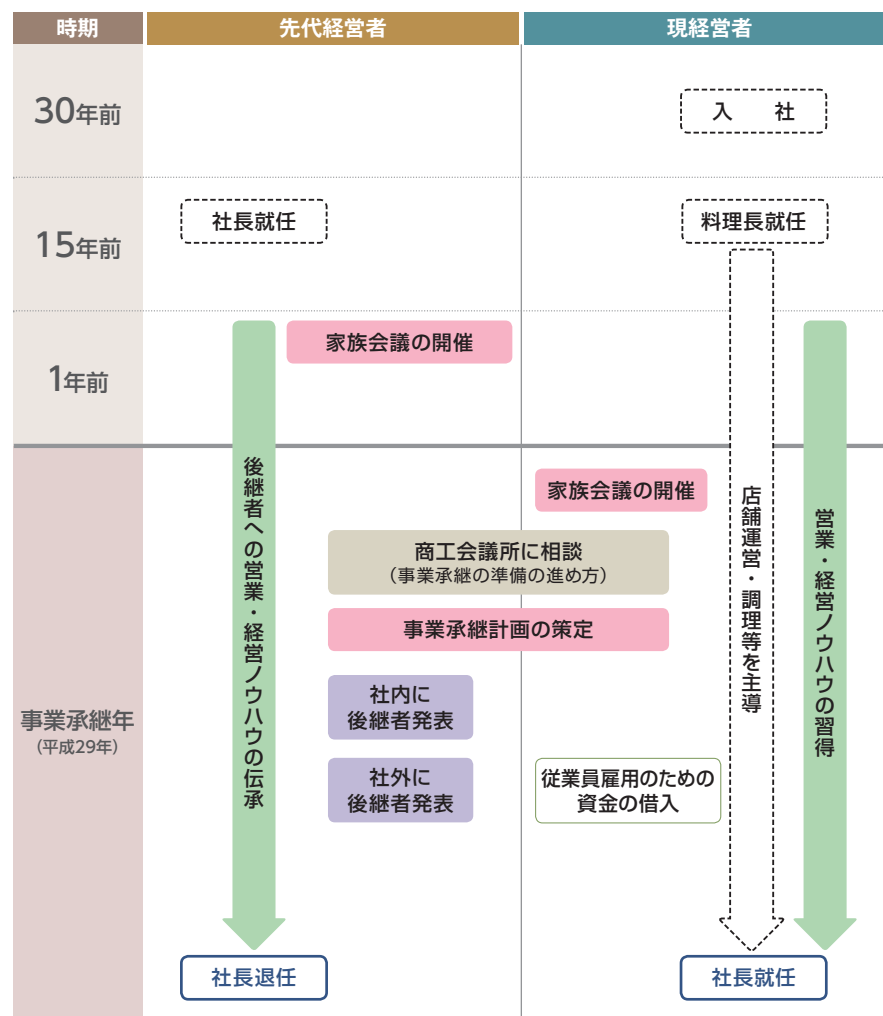 時期 先代経営者 現経営者
30年前
入　社
15年前
社長就任
料理長就任
1年前
家族会議の開催
後継者への営業・経営ノウハウの伝承
店舗運営・調理等を主導
営業・経営ノウハウの習得
事業承継年
(平成29年)
家族会議の開催
商工会議所に相談
（事業承継の準備の進め方）
事業承継計画の策定
社内に
後継者発表
社外に
後継者発表
従業員雇用のための
資金の借入
社長退任
社長就任